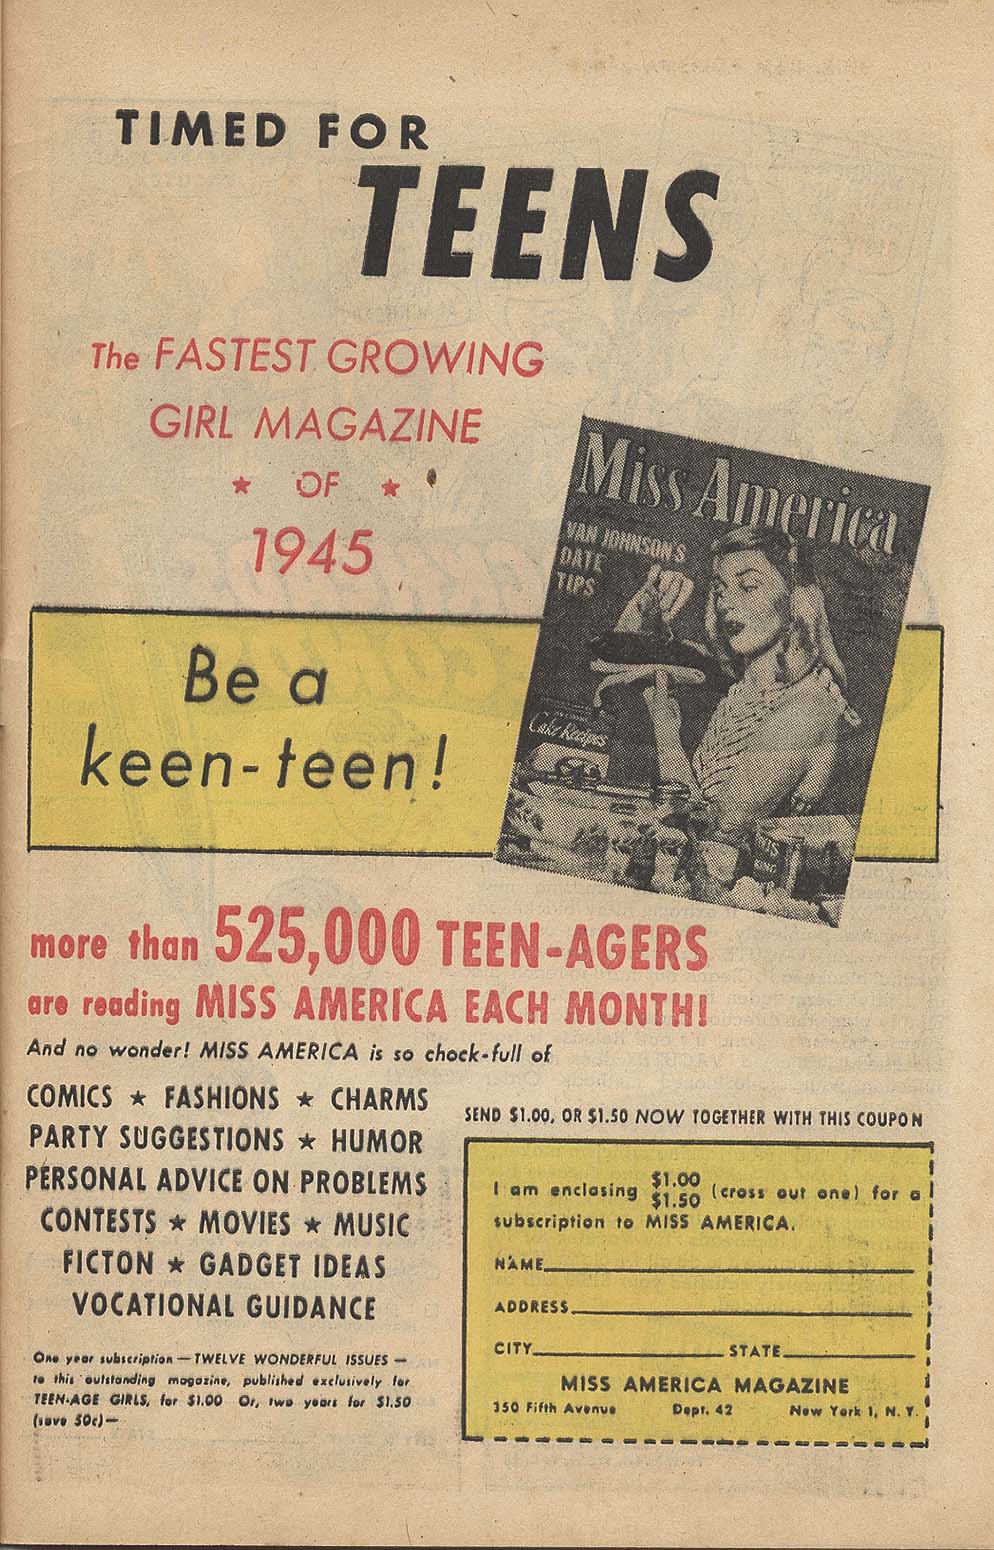 TIMED FOR
TEENS
The FASTEST GROWING
GIRL MAGAZINE
★ OF ★
1945
Miss America
VAN JOHNSON'S
DATE
TIPS
Cake Recipes
Be a
keen-teen!
more than 525,000 TEEN-AGERS
are reading MISS AMERICA EACH MONTH!
And no wonder! MISS AMERICA is so chock-full of
COMICS ★ FASHIONS ★ CHARMS
PARTY SUGGESTIONS ★ HUMOR
PERSONAL ADVICE ON PROBLEMS
CONTESTS ★ MOVIES ★ MUSIC
FICTON ★ GADGET IDEAS
VOCATIONAL GUIDANCE
One year subscription — TWELVE WONDERFUL ISSUES —
to this outstanding magazine, published exclusively for
TEEN-AGE GIRLS, for $1.00 Or, two years for $1.50
(save 50c)—
SEND $1.00, OR $1.50 NOW TOGETHER WITH THIS COUPON
I am enclosing $1.00 $1.50 (cross out one) for a
subscription to MISS AMERICA.
NAME
ADDRESS
CITY STATE
MISS AMERICA MAGAZINE
350 Fifth Avenue Dept. 42 New York 1, N. Y.